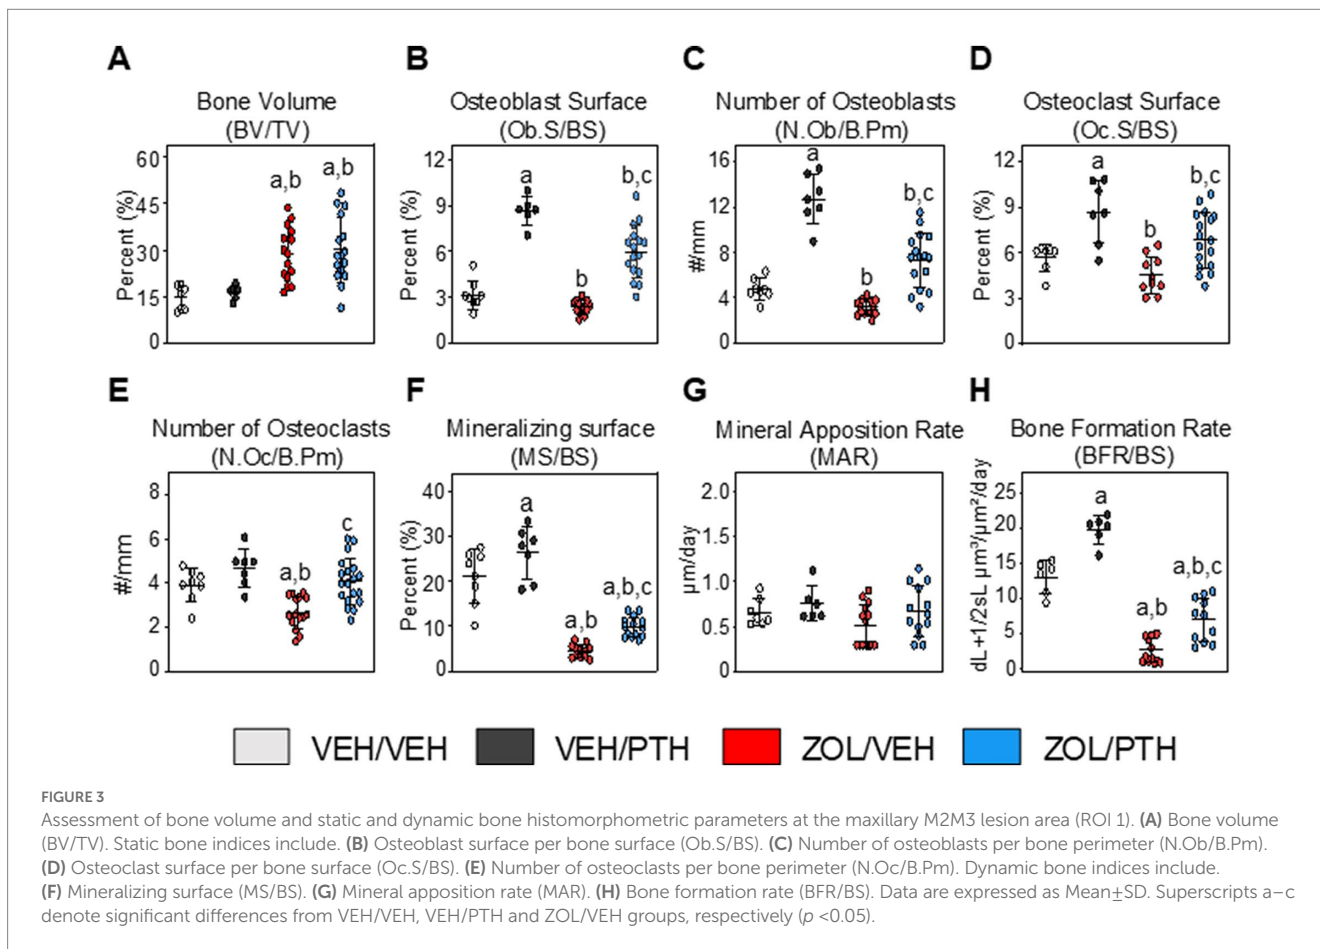 A
B
C
D
Bone Volume
(BV/TV)
Osteoblast Surface
(Ob.S/BS)
Number of Osteoblasts
(N.Ob/B.Pm)
Osteoclast Surface
(Oc.S/BS)
Percent (%)
60
45
30
15
0
a,b
a,b
Percent (%)
12
9
6
3
0
a
b
b,c
#/mm
16
12
8
4
0
a
b
b,c
Percent (%)
12
9
6
3
0
a
b
b,c
E
F
G
H
Number of Osteoclasts
(N.Oc/B.Pm)
Mineralizing surface
(MS/BS)
Mineral Apposition Rate
(MAR)
Bone Formation Rate
(BFR/BS)
#/mm
8
6
4
2
0
a,b
c
Percent (%)
40
30
20
10
0
a
a,b
a,b,c
µm/day
2.0
1.5
1.0
0.5
0
dL+1/2sL µm³/µm²/day
25
20
15
10
5
0
a
a,b
a,b,c
VEH/VEH
VEH/PTH
ZOL/VEH
ZOL/PTH
FIGURE 3
Assessment of bone volume and static and dynamic bone histomorphometric parameters at the maxillary M2M3 lesion area (ROI 1). (A) Bone volume
(BV/TV). Static bone indices include. (B) Osteoblast surface per bone surface (Ob.S/BS). (C) Number of osteoblasts per bone perimeter (N.Ob/B.Pm).
(D) Osteoclast surface per bone surface (Oc.S/BS). (E) Number of osteoclasts per bone perimeter (N.Oc/B.Pm). Dynamic bone indices include.
(F) Mineralizing surface (MS/BS). (G) Mineral apposition rate (MAR). (H) Bone formation rate (BFR/BS). Data are expressed as Mean±SD. Superscripts a–c
denote significant differences from VEH/VEH, VEH/PTH and ZOL/VEH groups, respectively (p <0.05).